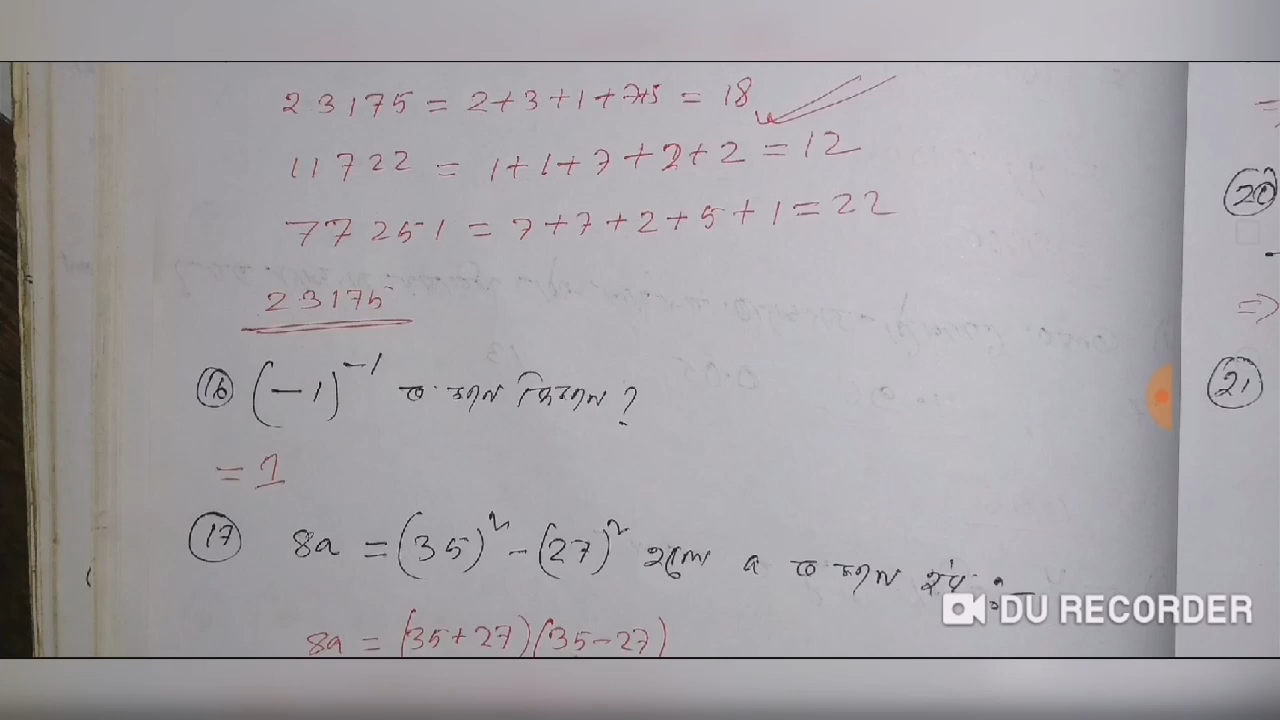 23175 = 2+3+1+7+5 = 18
11722 = 1+1+7+2+2 = 12
77251 = 7+7+2+5+1 = 22
23175
(16) (-1)^-1
= 1
(17) 8a = (35)² - (27)² হলে a
8a = (35+27)(35-27)
(20)
=>
(21)
DU RECORDER